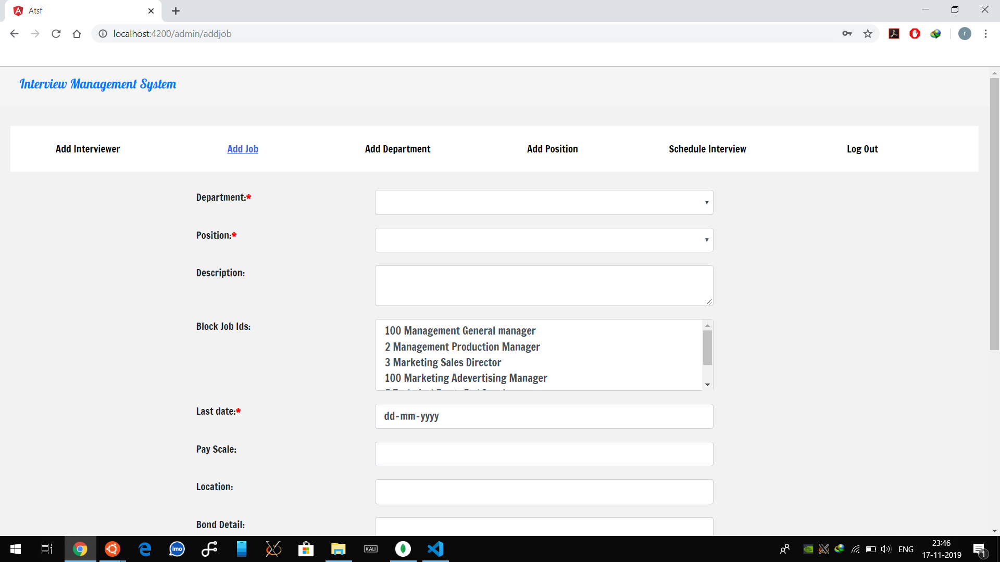 Atsf
localhost:4200/admin/addjob
r
Interview Management System
Add Interviewer Add Job Add Department Add Position Schedule Interview Log Out
Department:*
Position:*
Description:
Block Job Ids:
100 Management General manager
2 Management Production Manager
3 Marketing Sales Director
100 Marketing Adevertising Manager
Last date:*
dd-mm-yyyy
Pay Scale:
Location:
Bond Detail:
imo
KALI
ENG
23:46
17-11-2019
1